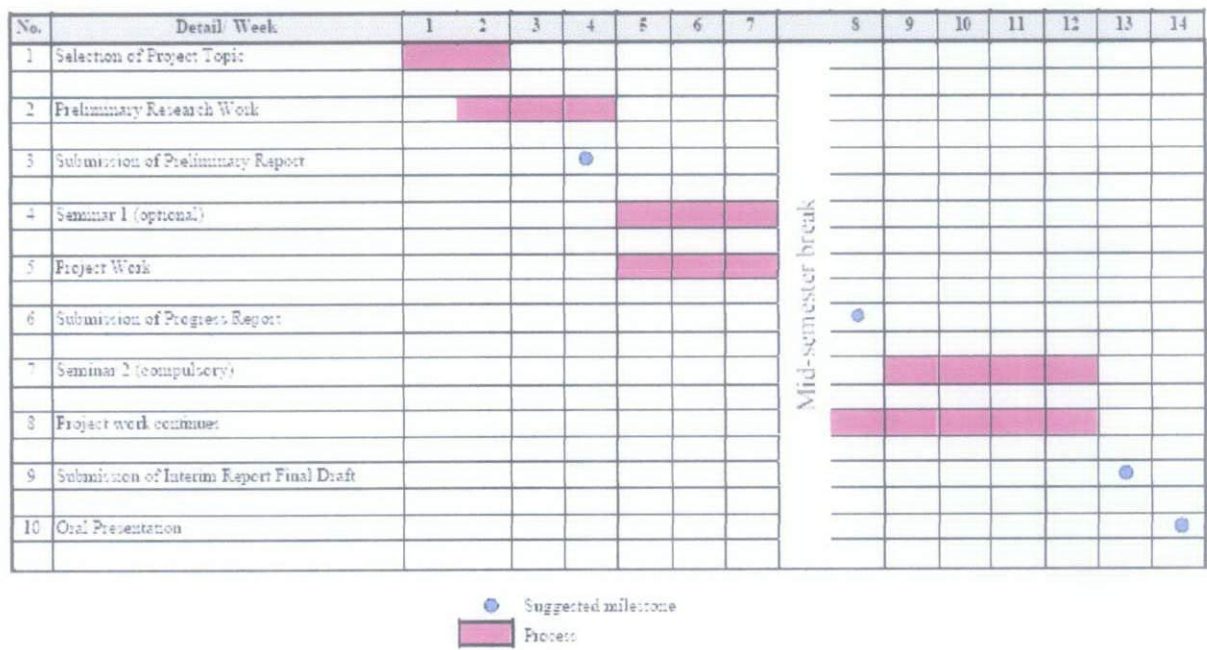 No. Detail/ Week 1 2 3 4 5 6 7 8 9 10 11 12 13 14
1 Selection of Project Topic
2 Preliminary Research Work
3 Submission of Preliminary Report
4 Seminar 1 (optional)
5 Project Work
Mid-semester break
6 Submission of Progress Report
7 Seminar 2 (compulsory)
8 Project work continues
9 Submission of Interim Report Final Draft
10 Oral Presentation
Suggested milestone
Process